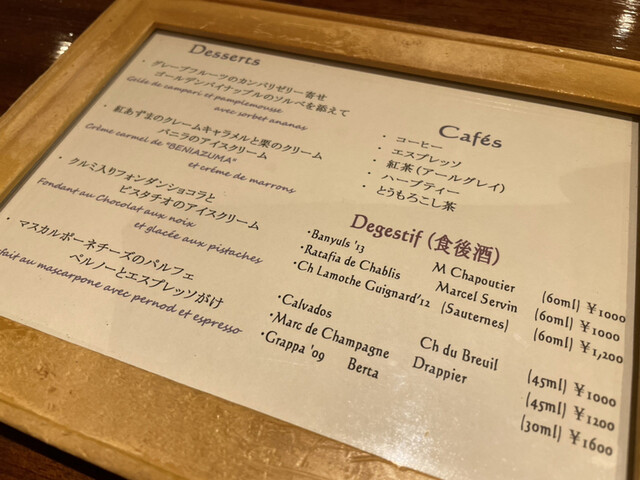 Desserts
・グレープフルーツのカンパリゼリー寄せ
ゴールデンパイナップルのソルベを添えて
Gelée de campari et pamplemousse
avec sorbet ananas
・紅あずまのクレームキャラメルと栗のクリーム
バニラのアイスクリーム
Crème carmel de "BENIAZUMA"
et crème de marrons
・クルミ入りフォンダンショコラと
ピスタチオのアイスクリーム
Fondant au Chocolat aux noix
et glacée aux pistaches
・マスカルポーネチーズのパルフェ
ペルノーとエスプレッソがけ
fait au mascarpone avec pernod et espresso
Cafés
・コーヒー
・エスプレッソ
・紅茶(アールグレイ)
・ハーブティー
・とうもろこし茶
Degestif (食後酒)
・Banyuls '13 M Chapoutier (60ml) ¥1000
・Ratafia de Chablis Marcel Servin (60ml) ¥1000
・Ch Lamothe Guignard'12 (Sauternes) (60ml) ¥1,200
・Calvados Ch du Breuil (45ml) ¥1000
・Marc de Champagne Drappier (45ml) ¥1200
・Grappa '09 Berta (30ml) ¥1600